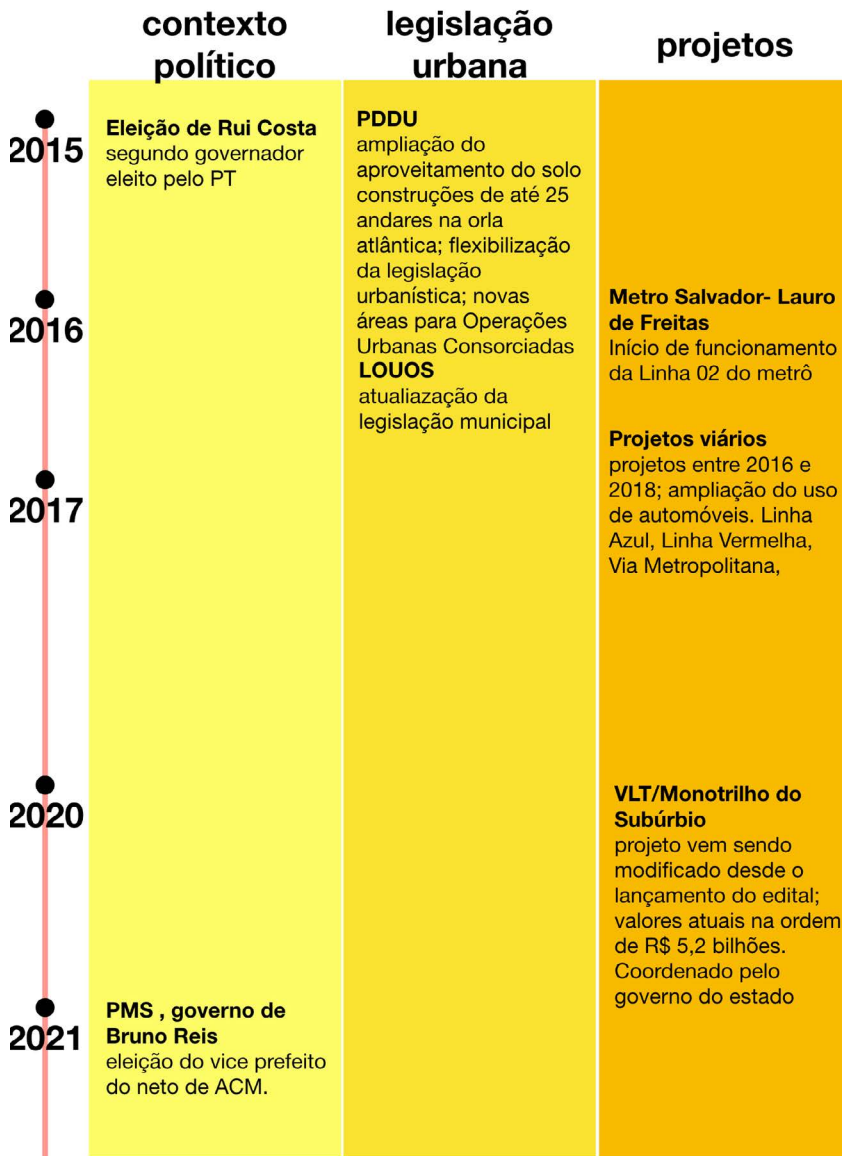 contexto
político
legislação
urbana
projetos
2015
Eleição de Rui Costa
segundo governador
eleito pelo PT
PDDU
ampliação do
aproveitamento do solo
construções de até 25
andares na orla
atlântica; flexibilização
da legislação
urbanística; novas
áreas para Operações
Urbanas Consorciadas
LOUOS
atualiazação da
legislação municipal
2016
Metro Salvador- Lauro
de Freitas
Início de funcionamento
da Linha 02 do metrô
Projetos viários
projetos entre 2016 e
2018; ampliação do uso
de automóveis. Linha
Azul, Linha Vermelha,
Via Metropolitana,
2017
2020
VLT/Monotrilho do
Subúrbio
projeto vem sendo
modificado desde o
lançamento do edital;
valores atuais na ordem
de R$ 5,2 bilhões.
Coordenado pelo
governo do estado
2021
PMS , governo de
Bruno Reis
eleição do vice prefeito
do neto de ACM.